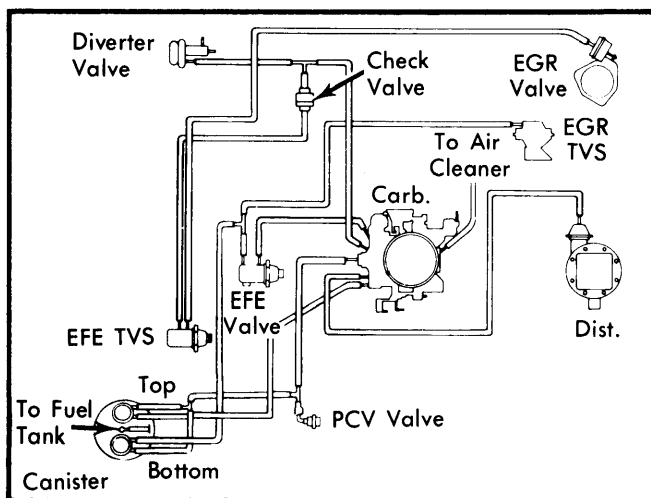 Diverter
Valve
Check
Valve
EGR
Valve
EGR
TVS
To Air
Cleaner
Carb.
EFE
Valve
EFE TVS
Dist.
Top
To Fuel
Tank
PCV Valve
Bottom
Canister